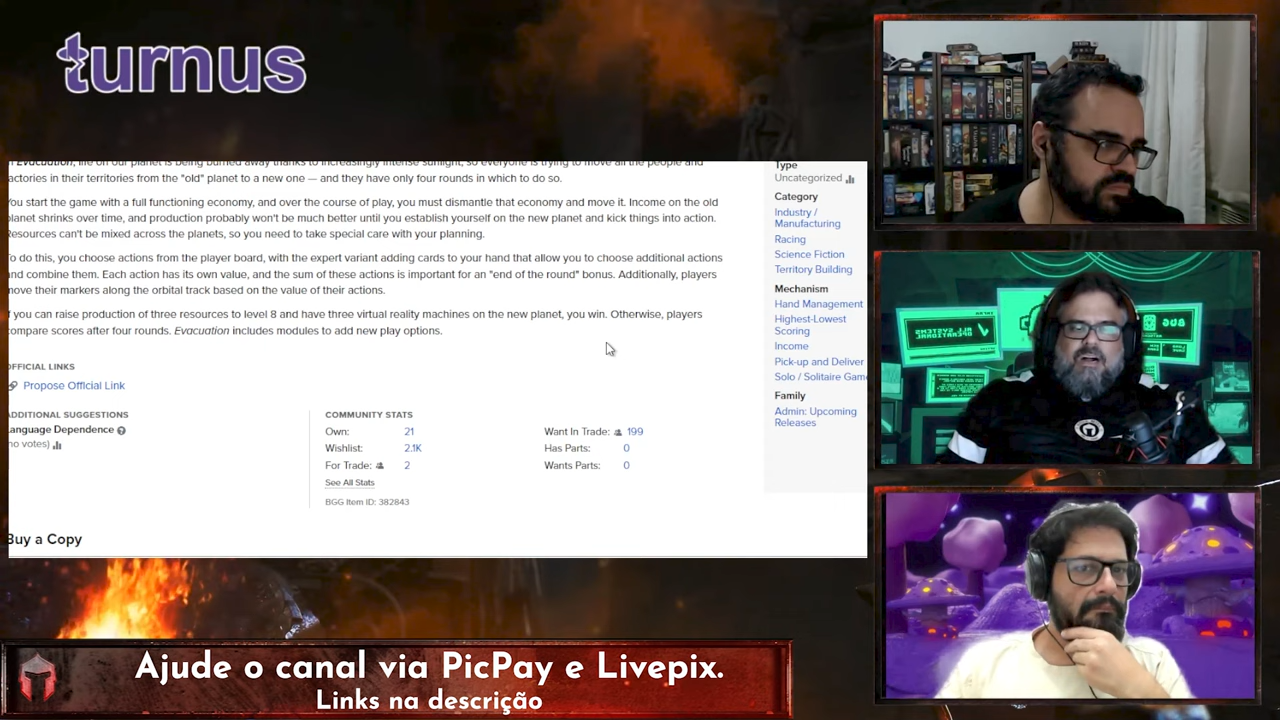 turnus
Evacuation, life on our planet is being burned away thanks to increasingly intense sunlight, so everyone is trying to move all the people and
actories in their territories from the "old" planet to a new one — and they have only four rounds in which to do so.
You start the game with a full functioning economy, and over the course of play, you must dismantle that economy and move it. Income on the old
planet shrinks over time, and production probably won't be much better until you establish yourself on the new planet and kick things into action.
Resources can't be mixed across the planets, so you need to take special care with your planning.
To do this, you choose actions from the player board, with the expert variant adding cards to your hand that allow you to choose additional actions
and combine them. Each action has its own value, and the sum of these actions is important for an "end of the round" bonus. Additionally, players
move their markers along the orbital track based on the value of their actions.
If you can raise production of three resources to level 8 and have three virtual reality machines on the new planet, you win. Otherwise, players
compare scores after four rounds. Evacuation includes modules to add new play options.
OFFICIAL LINKS
Propose Official Link
ADDITIONAL SUGGESTIONS
Language Dependence
(no votes)
COMMUNITY STATS
Own: 21
Wishlist: 2.1K
For Trade: 2
See All Stats
Want In Trade: 199
Has Parts: 0
Wants Parts: 0
BGG Item ID: 382843
Buy a Copy
Type
Uncategorized
Category
Industry /
Manufacturing
Racing
Science Fiction
Territory Building
Mechanism
Hand Management
Highest-Lowest
Scoring
Income
Pick-up and Deliver
Solo / Solitaire Game
Family
Admin: Upcoming
Releases
Ajude o canal via PicPay e Livepix.
Links na descrição